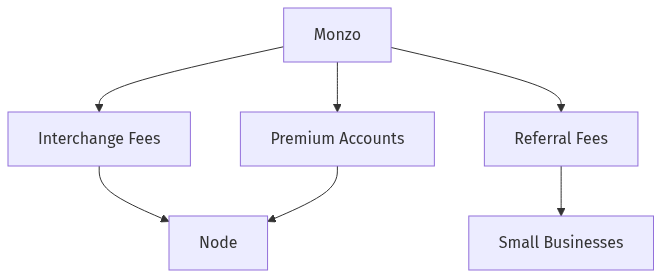 Monzo
Interchange Fees
Premium Accounts
Referral Fees
Node
Small Businesses